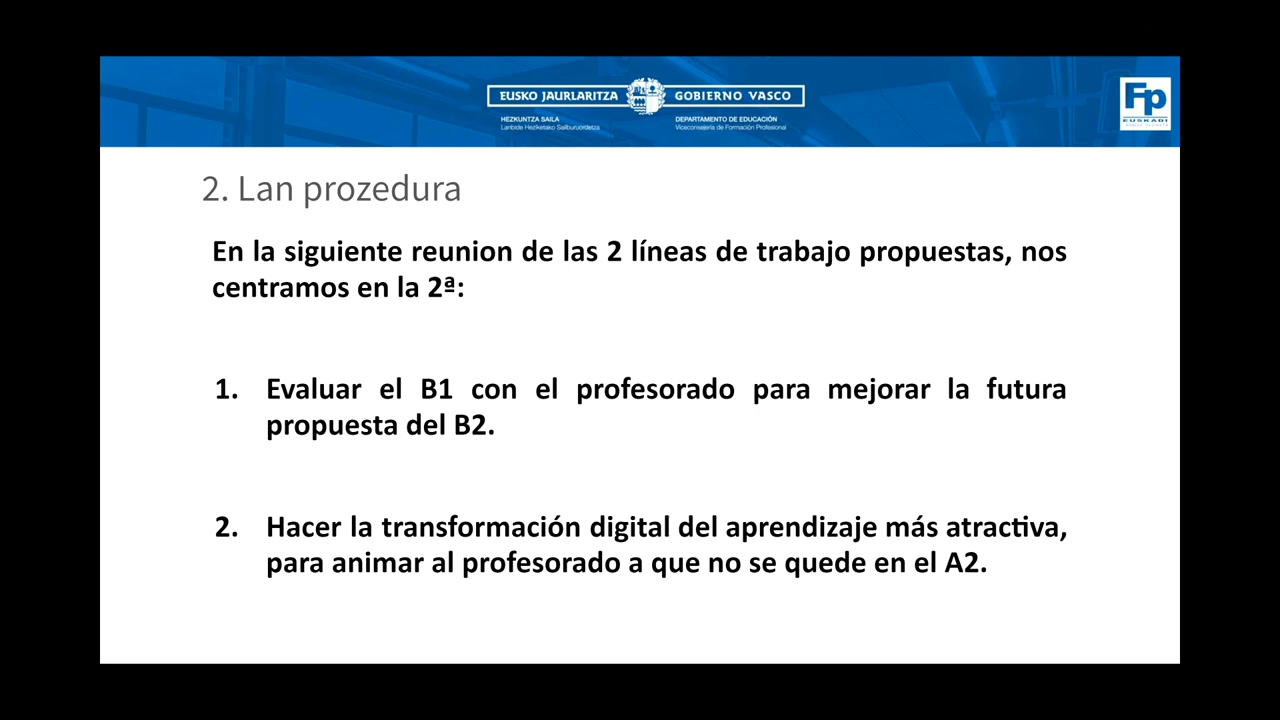 EUSKO JAURLARITZA GOBIERNO VASCO
HEZKUNTZA SAILA
Lanbide Heziketako Sailburuordetza
DEPARTAMENTO DE EDUCACIÓN
Viceconsejería de Formación Profesional
Fp
EUSKADI
2. Lan prozedura
En la siguiente reunion de las 2 líneas de trabajo propuestas, nos
centramos en la 2ª:
1. Evaluar el B1 con el profesorado para mejorar la futura
propuesta del B2.
2. Hacer la transformación digital del aprendizaje más atractiva,
para animar al profesorado a que no se quede en el A2.